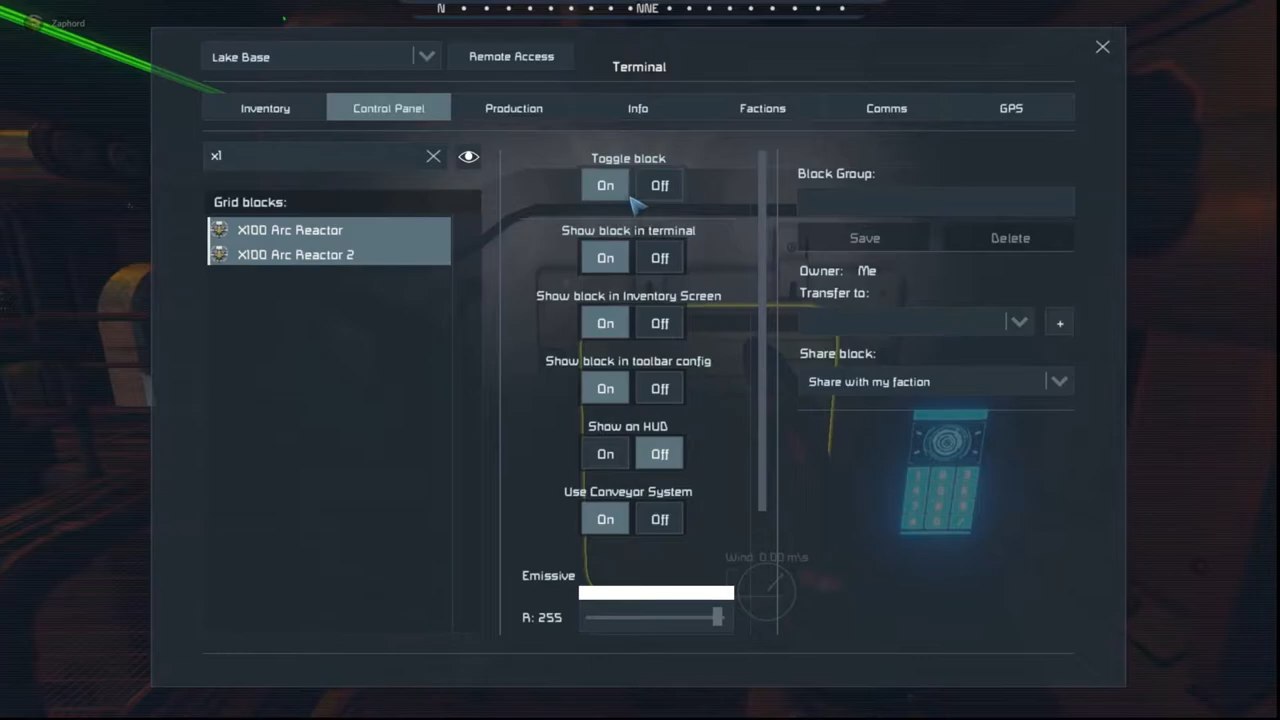 N NNE
Zaphord
Lake Base Remote Access
Terminal
Inventory Control Panel Production Info Factions Comms GPS
x1
Grid blocks:
X100 Arc Reactor
X100 Arc Reactor 2
Toggle block
On Off
Show block in terminal
On Off
Show block in Inventory Screen
On Off
Show block in toolbar config
On Off
Show on HUD
On Off
Use Conveyor System
On Off
Emissive
R: 255
Block Group:
Save Delete
Owner: Me
Transfer to:
+
Share block:
Share with my faction
Wind: 0.00 m\s